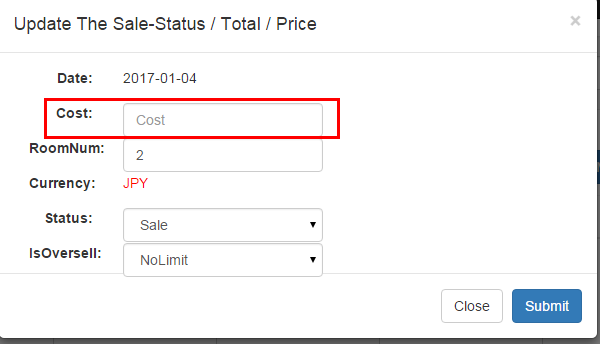 Update The Sale-Status / Total / Price ×
Date: 2017-01-04
Cost: Cost
RoomNum: 2
Currency: JPY
Status: Sale
IsOversell: NoLimit
Close Submit